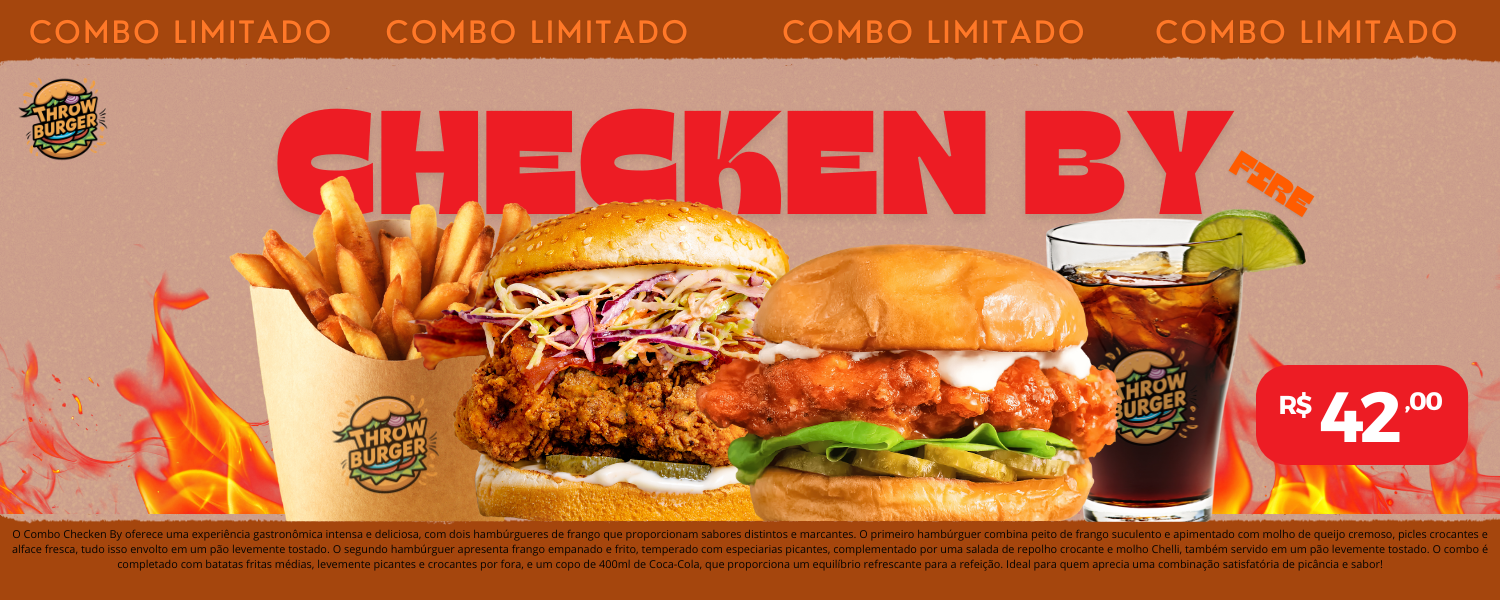 COMBO LIMITADO COMBO LIMITADO COMBO LIMITADO COMBO LIMITADO
THROW
BURGER
CHECKEN BY
FIRE
THROW
BURGER
THROW
BURGER
R$ 42,00
O Combo Checken By oferece uma experiência gastronômica intensa e deliciosa, com dois hambúrgueres de frango que proporcionam sabores distintos e marcantes. O primeiro hambúrguer combina peito de frango suculento e apimentado com molho de queijo cremoso, picles crocantes e
alface fresca, tudo isso envolto em um pão levemente tostado. O segundo hambúrguer apresenta frango empanado e frito, temperado com especiarias picantes, complementado por uma salada de repolho crocante e molho Chelli, também servido em um pão levemente tostado. O combo é
completado com batatas fritas médias, levemente picantes e crocantes por fora, e um copo de 400ml de Coca-Cola, que proporciona um equilíbrio refrescante para a refeição. Ideal para quem aprecia uma combinação satisfatória de picância e sabor!